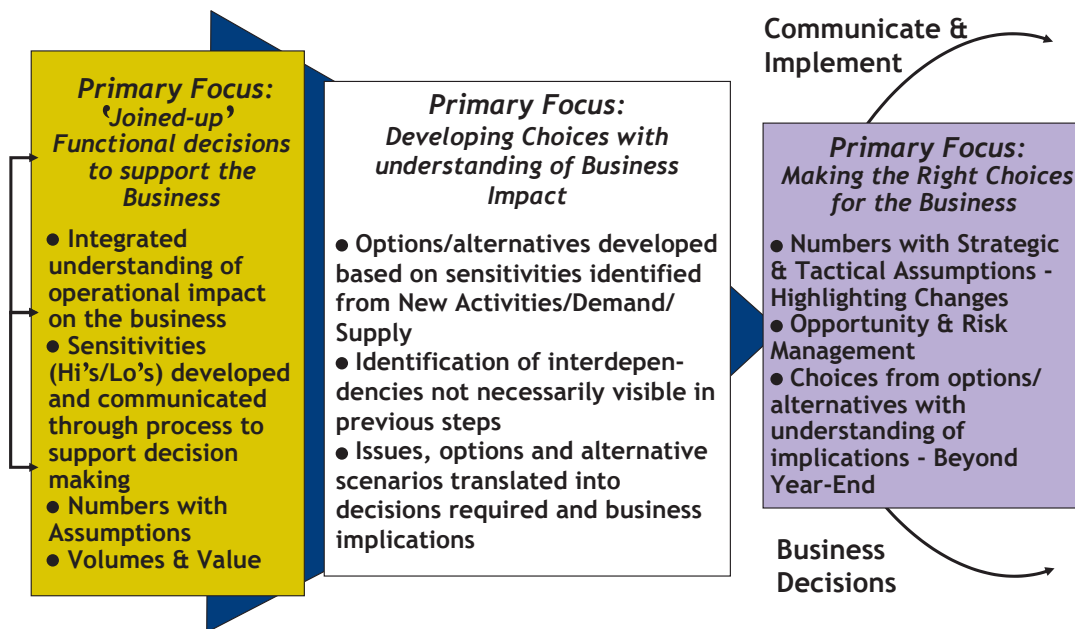 Primary Focus:
‘Joined-up’
Functional decisions
to support the
Business
● Integrated
understanding of
operational impact
on the business
● Sensitivities
(Hi’s/Lo’s) developed
and communicated
through process to
support decision
making
● Numbers with
Assumptions
● Volumes & Value
Primary Focus:
Developing Choices with
understanding of Business
Impact
● Options/alternatives developed
based on sensitivities identified
from New Activities/Demand/
Supply
● Identification of interdepen-
dencies not necessarily visible in
previous steps
● Issues, options and alternative
scenarios translated into
decisions required and business
implications
Communicate &
Implement
Primary Focus:
Making the Right Choices
for the Business
● Numbers with Strategic
& Tactical Assumptions -
Highlighting Changes
● Opportunity & Risk
Management
● Choices from options/
alternatives with
understanding of
implications - Beyond
Year-End
Business
Decisions